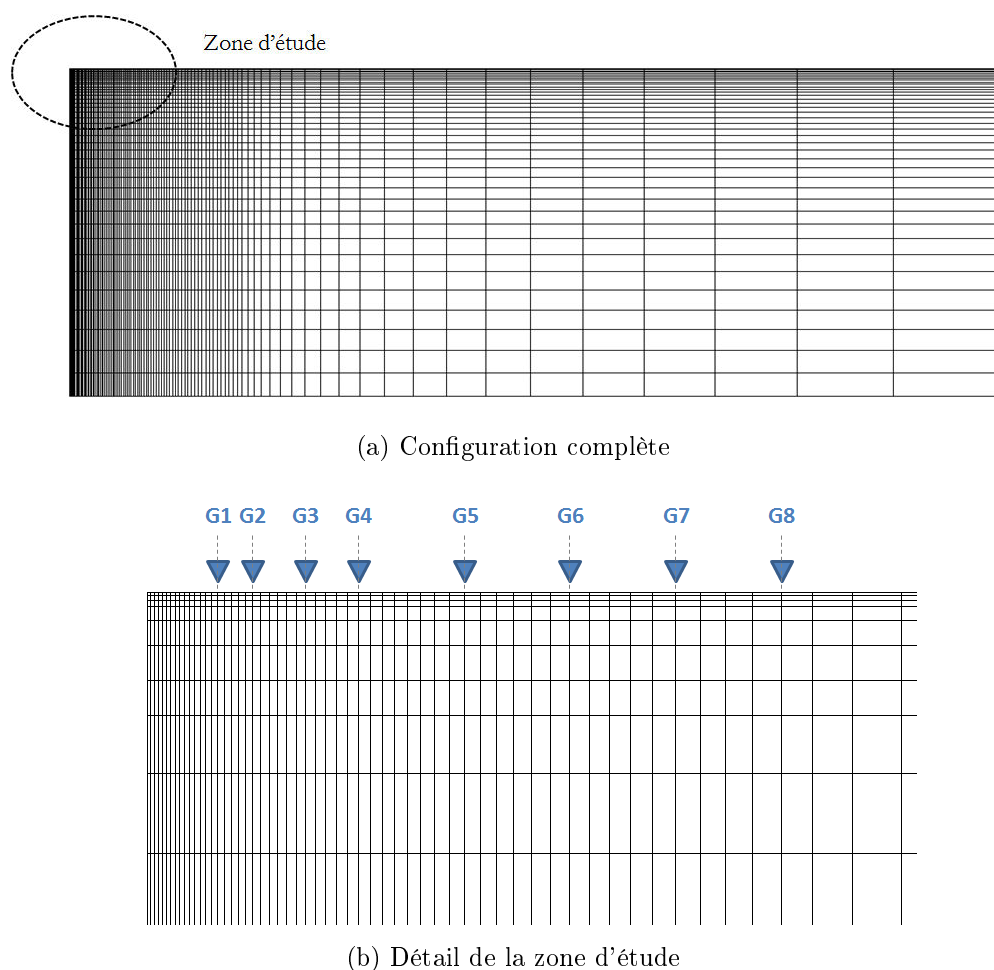 Zone d'étude
(a) Configuration complète
G1 G2 G3 G4 G5 G6 G7 G8
(b) Détail de la zone d'étude